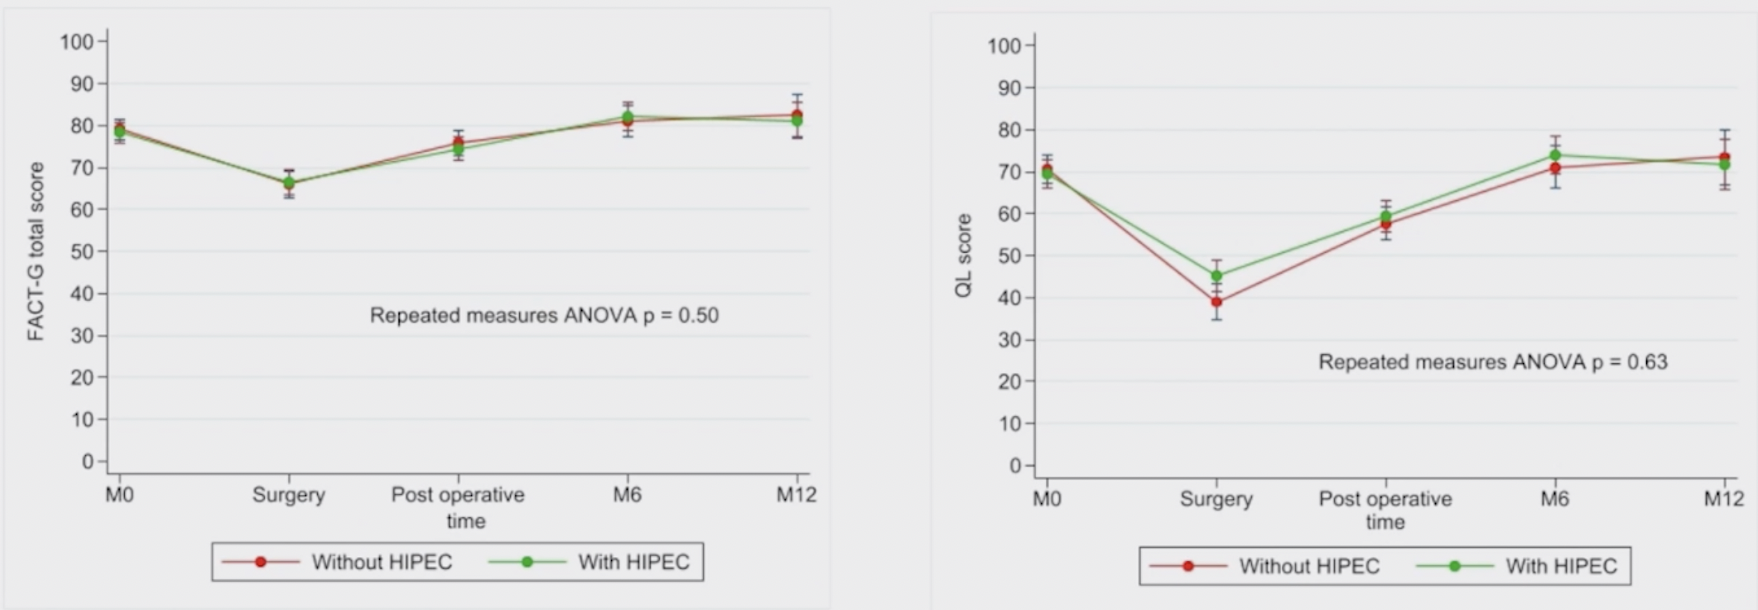 100
90
80
70
60
50
40
30
20
10
0
FACT-G total score
Repeated measures ANOVA p = 0.50
M0
Surgery
Post operative
time
M6
M12
Without HIPEC
With HIPEC
100
90
80
70
60
50
40
30
20
10
0
QL score
Repeated measures ANOVA p = 0.63
M0
Surgery
Post operative
time
M6
M12
Without HIPEC
With HIPEC